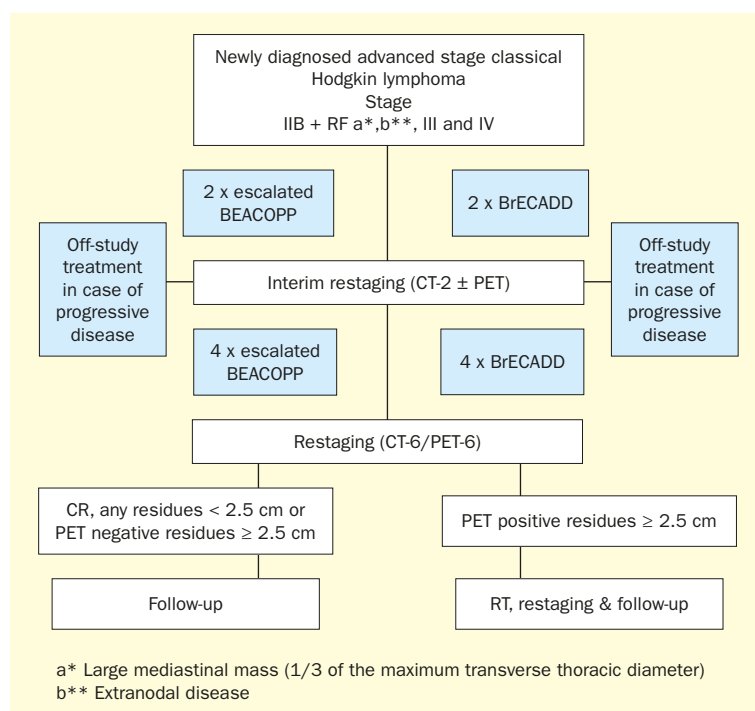 Newly diagnosed advanced stage classical
Hodgkin lymphoma
Stage
IIB + RF a*,b**, III and IV
2 x escalated
BEACOPP
2 x BrECADD
Off-study
treatment
in case of
progressive
disease
Interim restaging (CT-2 ± PET)
Off-study
treatment
in case of
progressive
disease
4 x escalated
BEACOPP
4 x BrECADD
Restaging (CT-6/PET-6)
CR, any residues < 2.5 cm or
PET negative residues ≥ 2.5 cm
PET positive residues ≥ 2.5 cm
Follow-up
RT, restaging & follow-up
a* Large mediastinal mass (1/3 of the maximum transverse thoracic diameter)
b** Extranodal disease